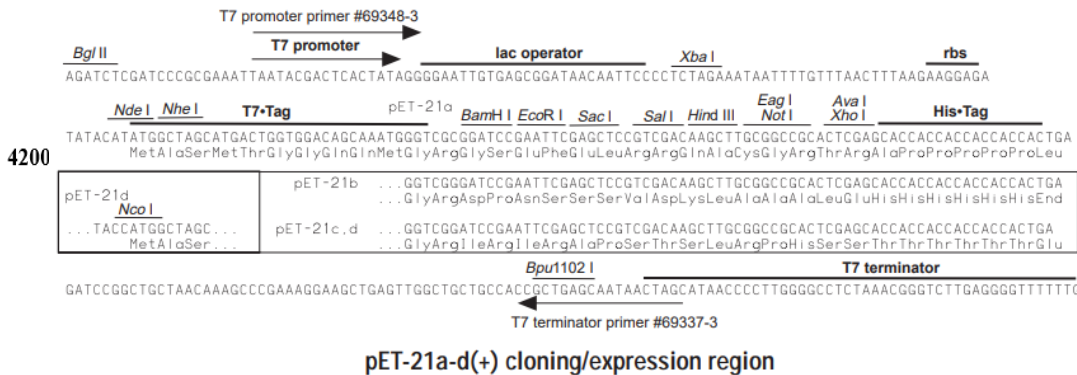 T7 promoter primer #69348-3
Bgl II T7 promoter lac operator Xba I rbs
AGATCTCGATCCCGCGAAATTAATACGACTCACTATAGGGGAATTGTGAGCGGATAACAATTCCCCTCTAGAAATAATTTTGTTTAACTTTAAGAAGGAGA
Nde I Nhe I T7•Tag pET-21a BamH I EcoR I Sac I Sal I Hind III Eag I Not I Ava I Xho I His•Tag
TATACATATGGCTAGCATGACTGGTGGACAGCAAATGGGTCGCGGATCCGAATTCGAGCTCCGTCGACAAGCTTGCGGCCGCACTCGAGCACCACCACCACCACCACTGA
MetAlaSerMetThrGlyGlyGlnGlnMetGlyArgGlySerGluPheGluLeuArgArgGlnAlaCysGlyArgThrArgAlaProProProProProProLeu
4200
pET-21d pET-21b ...GGTCGGGATCCGAATTCGAGCTCCGTCGACAAGCTTGCGGCCGCACTCGAGCACCACCACCACCACCACTGA
Nco I ...GlyArgAspProAsnSerSerSerValAspLysLeuAlaAlaAlaLeuGluHisHisHisHisHisHisEnd
...TACCATGGCTAGC... pET-21c,d ...GGTCGGATCCGAATTCGAGCTCCGTCGACAAGCTTGCGGCCGCACTCGAGCACCACCACCACCACCACTGA
MetAlaSer... ...GlyArgIleArgIleArgAlaProSerThrSerLeuArgProHisSerSerThrThrThrThrThrThrGlu
Bpu1102 I T7 terminator
GATCCGGCTGCTAACAAAGCCCGAAAGGAAGCTGAGTTGGCTGCTGCCACCGCTGAGCAATAACTAGCATAACCCCTTGGGGCCTCTAAACGGGTCTTGAGGGGTTTTTT
T7 terminator primer #69337-3
pET-21a-d(+) cloning/expression region